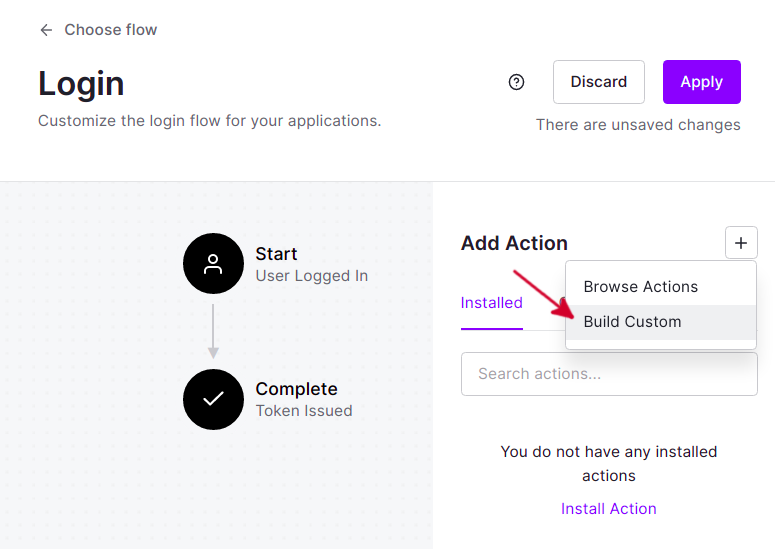 Choose flow
Login
Discard
Apply
Customize the login flow for your applications.
There are unsaved changes
Start
User Logged In
Complete
Token Issued
Add Action
Browse Actions
Build Custom
Installed
Search actions...
You do not have any installed
actions
Install Action